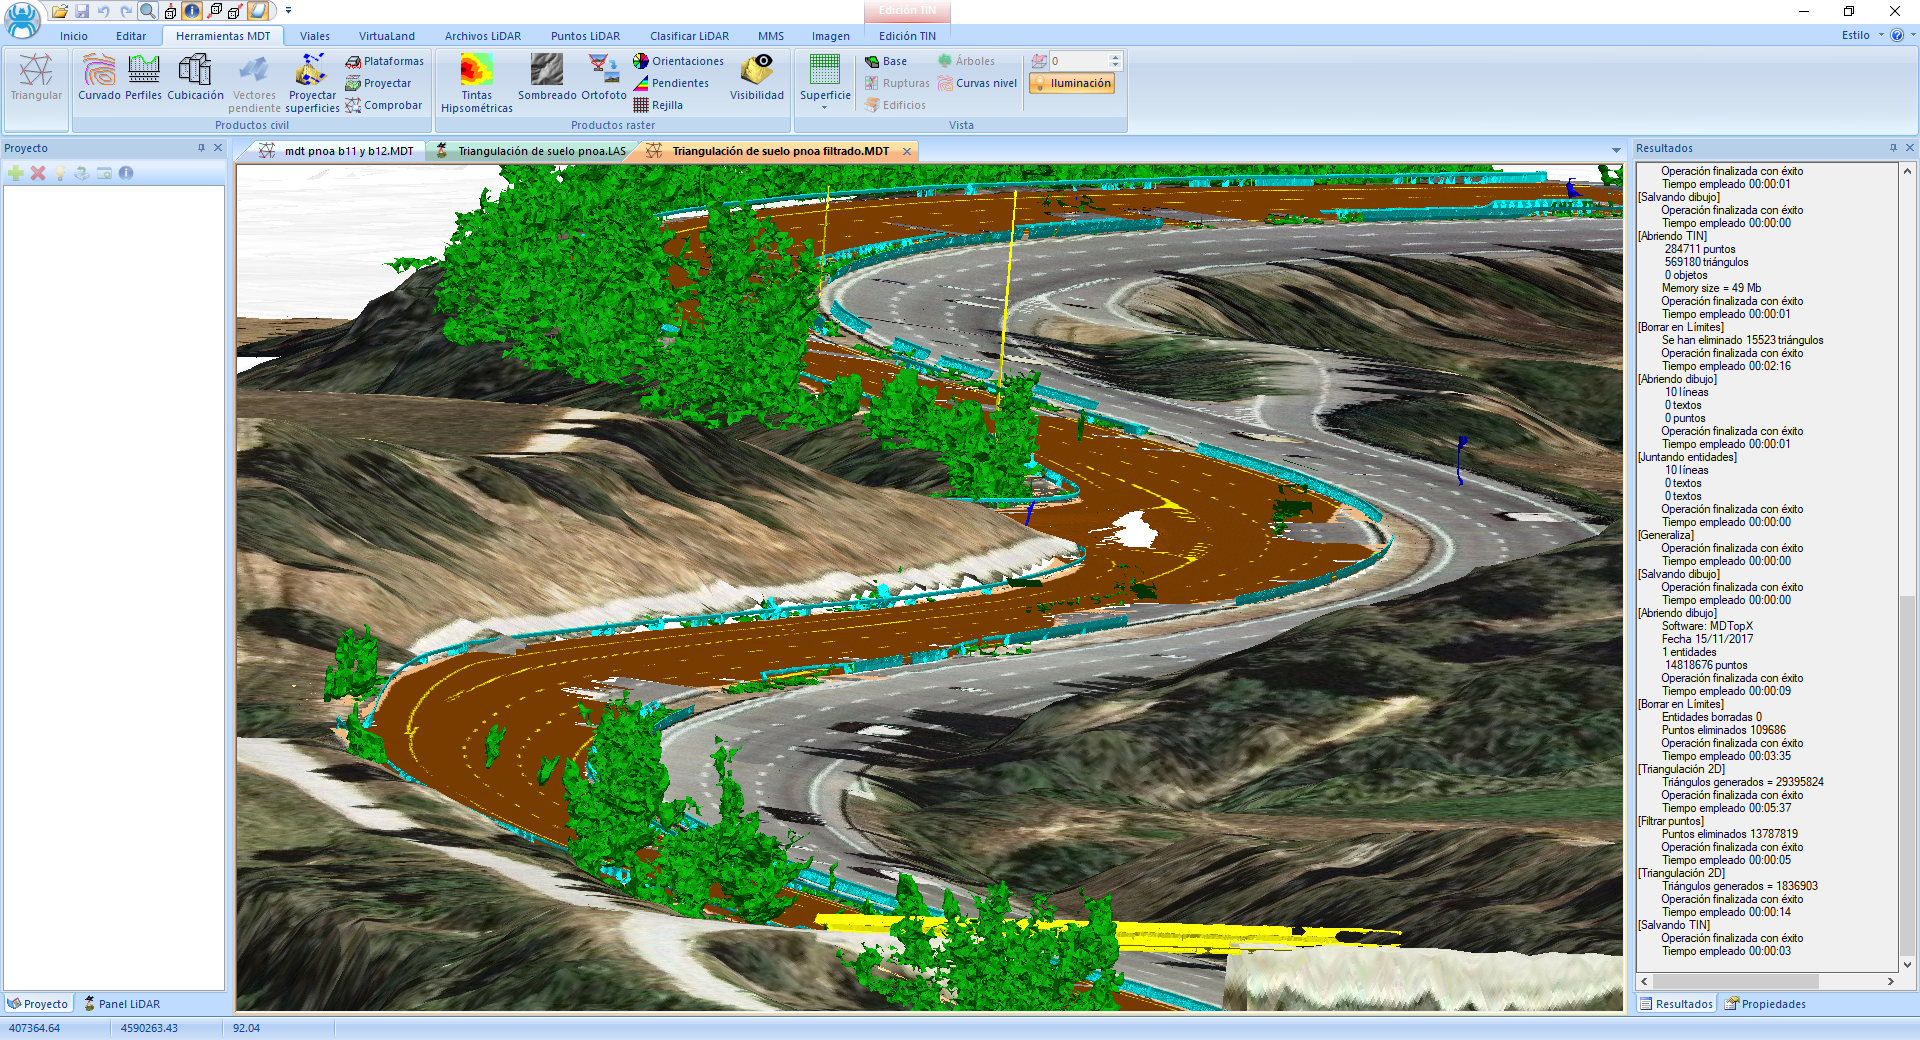 Edición TIN
Inicio Editar Herramientas MDT Viales VirtuaLand Archivos LiDAR Puntos LiDAR Clasificar LiDAR MMS Imagen Edición TIN Estilo
Triangular Curvado Perfiles Cubicación Vectores pendiente Proyectar superficies Plataformas Proyectar Comprobar
Tintas Hipsométricas Sombreado Ortofoto Orientaciones Pendientes Rejilla Visibilidad
Superficie Base Rupturas Edificios Árboles Curvas nivel 0 Iluminación
Productos civil Productos raster Vista
Proyecto
mdt pnoa b11 y b12.MDT Triangulación de suelo pnoa.LAS Triangulación de suelo pnoa filtrado.MDT
Resultados
Operación finalizada con éxito
Tiempo empleado 00:00:01
[Salvando dibujo]
Operación finalizada con éxito
Tiempo empleado 00:00:00
[Abriendo TIN]
284711 puntos
569180 triángulos
0 objetos
Memory size = 49 Mb
Operación finalizada con éxito
Tiempo empleado 00:00:01
[Borrar en Límites]
Se han eliminado 15523 triángulos
Operación finalizada con éxito
Tiempo empleado 00:02:16
[Abriendo dibujo]
10 líneas
0 textos
0 puntos
Operación finalizada con éxito
Tiempo empleado 00:00:01
[Juntando entidades]
10 líneas
0 textos
0 textos
Operación finalizada con éxito
Tiempo empleado 00:00:00
[Generaliza]
Operación finalizada con éxito
Tiempo empleado 00:00:00
[Salvando dibujo]
Operación finalizada con éxito
Tiempo empleado 00:00:00
[Abriendo dibujo]
Software: MDTopX
Fecha 15/11/2017
1 entidades
14818676 puntos
Operación finalizada con éxito
Tiempo empleado 00:00:09
[Borrar en Límites]
Entidades borradas 0
Puntos eliminados 109686
Operación finalizada con éxito
Tiempo empleado 00:03:35
[Triangulación 2D]
Triángulos generados = 29395824
Operación finalizada con éxito
Tiempo empleado 00:05:37
[Filtrar puntos]
Puntos eliminados 13787819
Operación finalizada con éxito
Tiempo empleado 00:00:05
[Triangulación 2D]
Triángulos generados = 1836903
Operación finalizada con éxito
Tiempo empleado 00:00:14
[Salvando TIN]
Operación finalizada con éxito
Tiempo empleado 00:00:03
Proyecto Panel LiDAR
Resultados Propiedades
407364.64 4590263.43 92.04